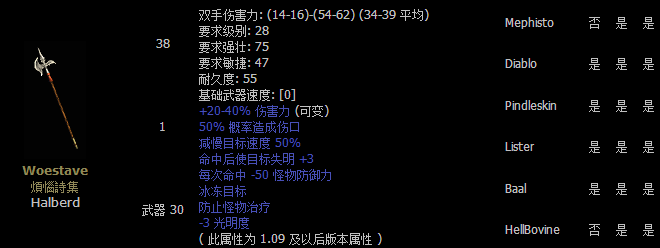 Woestave
煩惱詩集
Halberd
38
1
武器 30
双手伤害力: (14-16)-(54-62) (34-39 平均)
要求级别: 28
要求强壮: 75
要求敏捷: 47
耐久度: 55
基础武器速度: [0]
+20-40% 伤害力 (可变)
50% 概率造成伤口
减慢目标速度 50%
命中后使目标失明 +3
每次命中 -50 怪物防御力
冰冻目标
防止怪物治疗
-3 光明度
( 此属性为 1.09 及以后版本属性 )
Mephisto 否 是 是
Diablo 是 是 是
Pindleskin 是 是 是
Lister 是 是 是
Baal 是 是 是
HellBovine 否 是 是